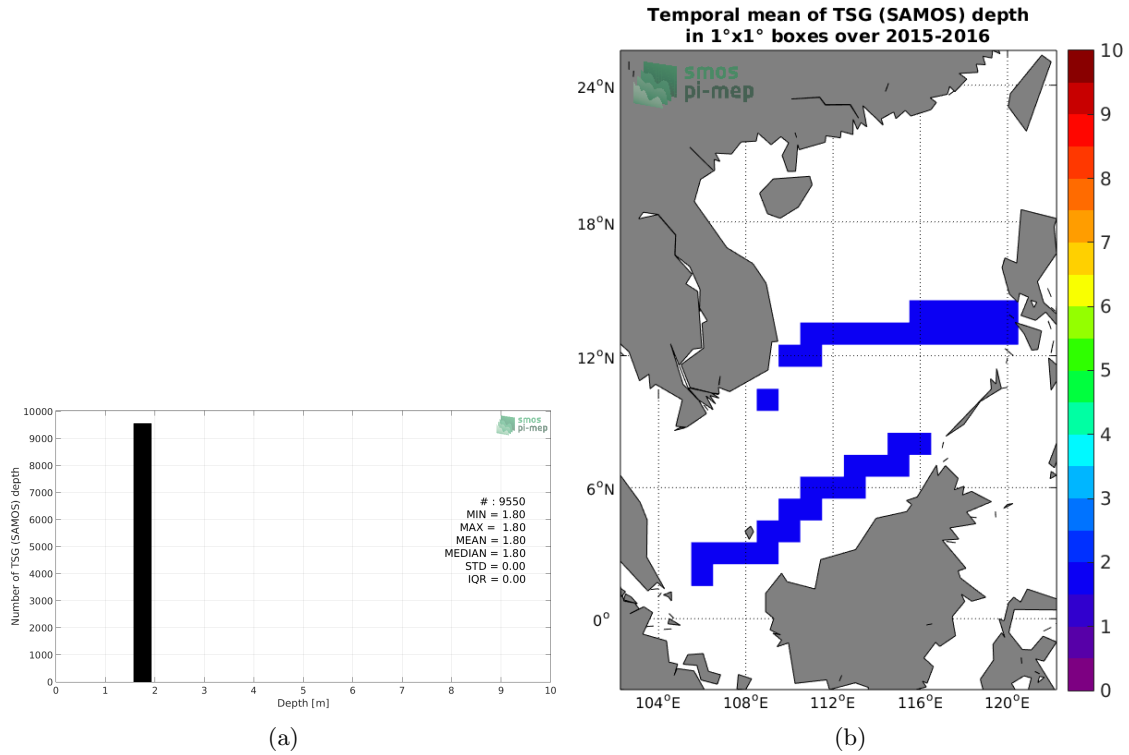 10000
9000
8000
7000
6000
5000
4000
3000
2000
1000
0
Number of TSG (SAMOS) depth
smos
pi-mep
# : 9550
MIN = 1.80
MAX = 1.80
MEAN = 1.80
MEDIAN = 1.80
STD = 0.00
IQR = 0.00
0 1 2 3 4 5 6 7 8 9 10
Depth [m]
(a)
Temporal mean of TSG (SAMOS) depth
in 1°x1° boxes over 2015-2016
smos
pi-mep
24°N
18°N
12°N
6°N
0°
104°E 108°E 112°E 116°E 120°E
10
9
8
7
6
5
4
3
2
1
0
(b)